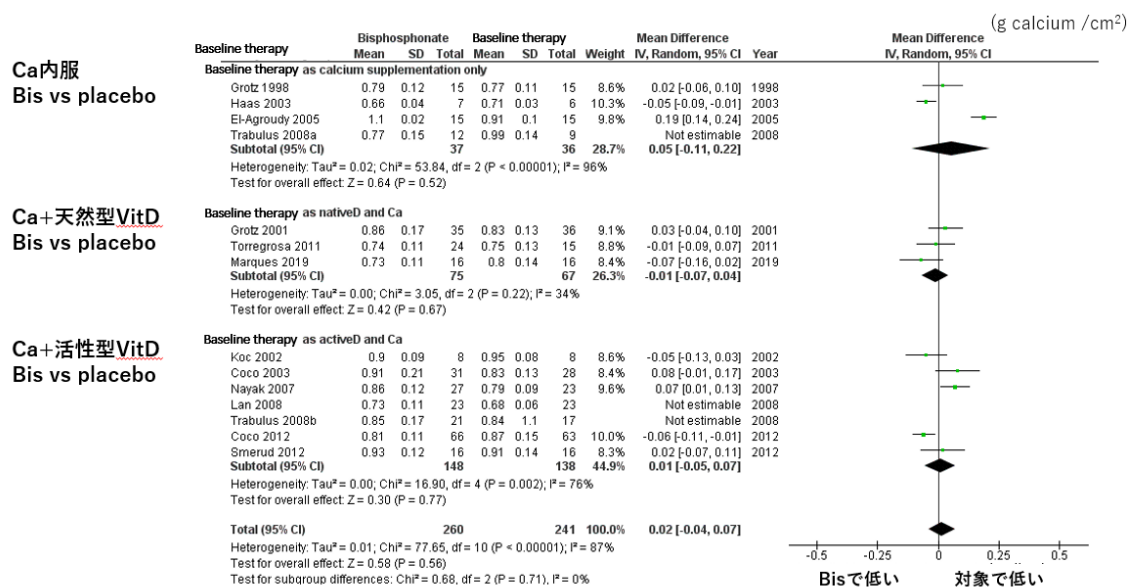 (g calcium /cm²)
Bisphosphonate Baseline therapy Mean Difference Mean Difference
Baseline therapy Mean SD Total Mean SD Total Weight IV, Random, 95% CI Year IV, Random, 95% CI
Ca内服
Bis vs placebo
Baseline therapy as calcium supplementation only
Grotz 1998 0.79 0.12 15 0.77 0.11 15 8.6% 0.02 [-0.06, 0.10] 1998
Haas 2003 0.66 0.04 7 0.71 0.03 6 10.3% -0.05 [-0.09, -0.01] 2003
El-Agroudy 2005 1.1 0.02 15 0.91 0.1 15 9.8% 0.19 [0.14, 0.24] 2005
Trabulus 2008a 0.77 0.15 12 0.99 0.14 9 Not estimable 2008
Subtotal (95% CI) 37 36 28.7% 0.05 [-0.11, 0.22]
Heterogeneity: Tau² = 0.02; Chi² = 53.84, df = 2 (P < 0.00001); I² = 96%
Test for overall effect: Z = 0.64 (P = 0.52)
Ca+天然型VitD
Bis vs placebo
Baseline therapy as nativeD and Ca
Grotz 2001 0.86 0.17 35 0.83 0.13 36 9.1% 0.03 [-0.04, 0.10] 2001
Torregrosa 2011 0.74 0.11 24 0.75 0.13 15 8.8% -0.01 [-0.09, 0.07] 2011
Marques 2019 0.73 0.11 16 0.8 0.14 16 8.4% -0.07 [-0.16, 0.02] 2019
Subtotal (95% CI) 75 67 26.3% -0.01 [-0.07, 0.04]
Heterogeneity: Tau² = 0.00; Chi² = 3.05, df = 2 (P = 0.22); I² = 34%
Test for overall effect: Z = 0.42 (P = 0.67)
Ca+活性型VitD
Bis vs placebo
Baseline therapy as activeD and Ca
Koc 2002 0.9 0.09 8 0.95 0.08 8 8.6% -0.05 [-0.13, 0.03] 2002
Coco 2003 0.91 0.21 31 0.83 0.13 28 8.4% 0.08 [-0.01, 0.17] 2003
Nayak 2007 0.86 0.12 27 0.79 0.09 23 9.6% 0.07 [0.01, 0.13] 2007
Lan 2008 0.73 0.11 23 0.68 0.06 23 Not estimable 2008
Trabulus 2008b 0.85 0.17 21 0.84 1.1 17 Not estimable 2008
Coco 2012 0.81 0.11 66 0.87 0.15 63 10.0% -0.06 [-0.11, -0.01] 2012
Smerud 2012 0.93 0.12 16 0.91 0.14 16 8.3% 0.02 [-0.07, 0.11] 2012
Subtotal (95% CI) 148 138 44.9% 0.01 [-0.05, 0.07]
Heterogeneity: Tau² = 0.00; Chi² = 16.90, df = 4 (P = 0.002); I² = 76%
Test for overall effect: Z = 0.30 (P = 0.77)
Total (95% CI) 260 241 100.0% 0.02 [-0.04, 0.07]
Heterogeneity: Tau² = 0.01; Chi² = 77.65, df = 10 (P < 0.00001); I² = 87%
Test for overall effect: Z = 0.58 (P = 0.56)
Test for subgroup differences: Chi² = 0.68, df = 2 (P = 0.71), I² = 0%
-0.5 -0.25 0 0.25 0.5
Bisで低い 対象で低い